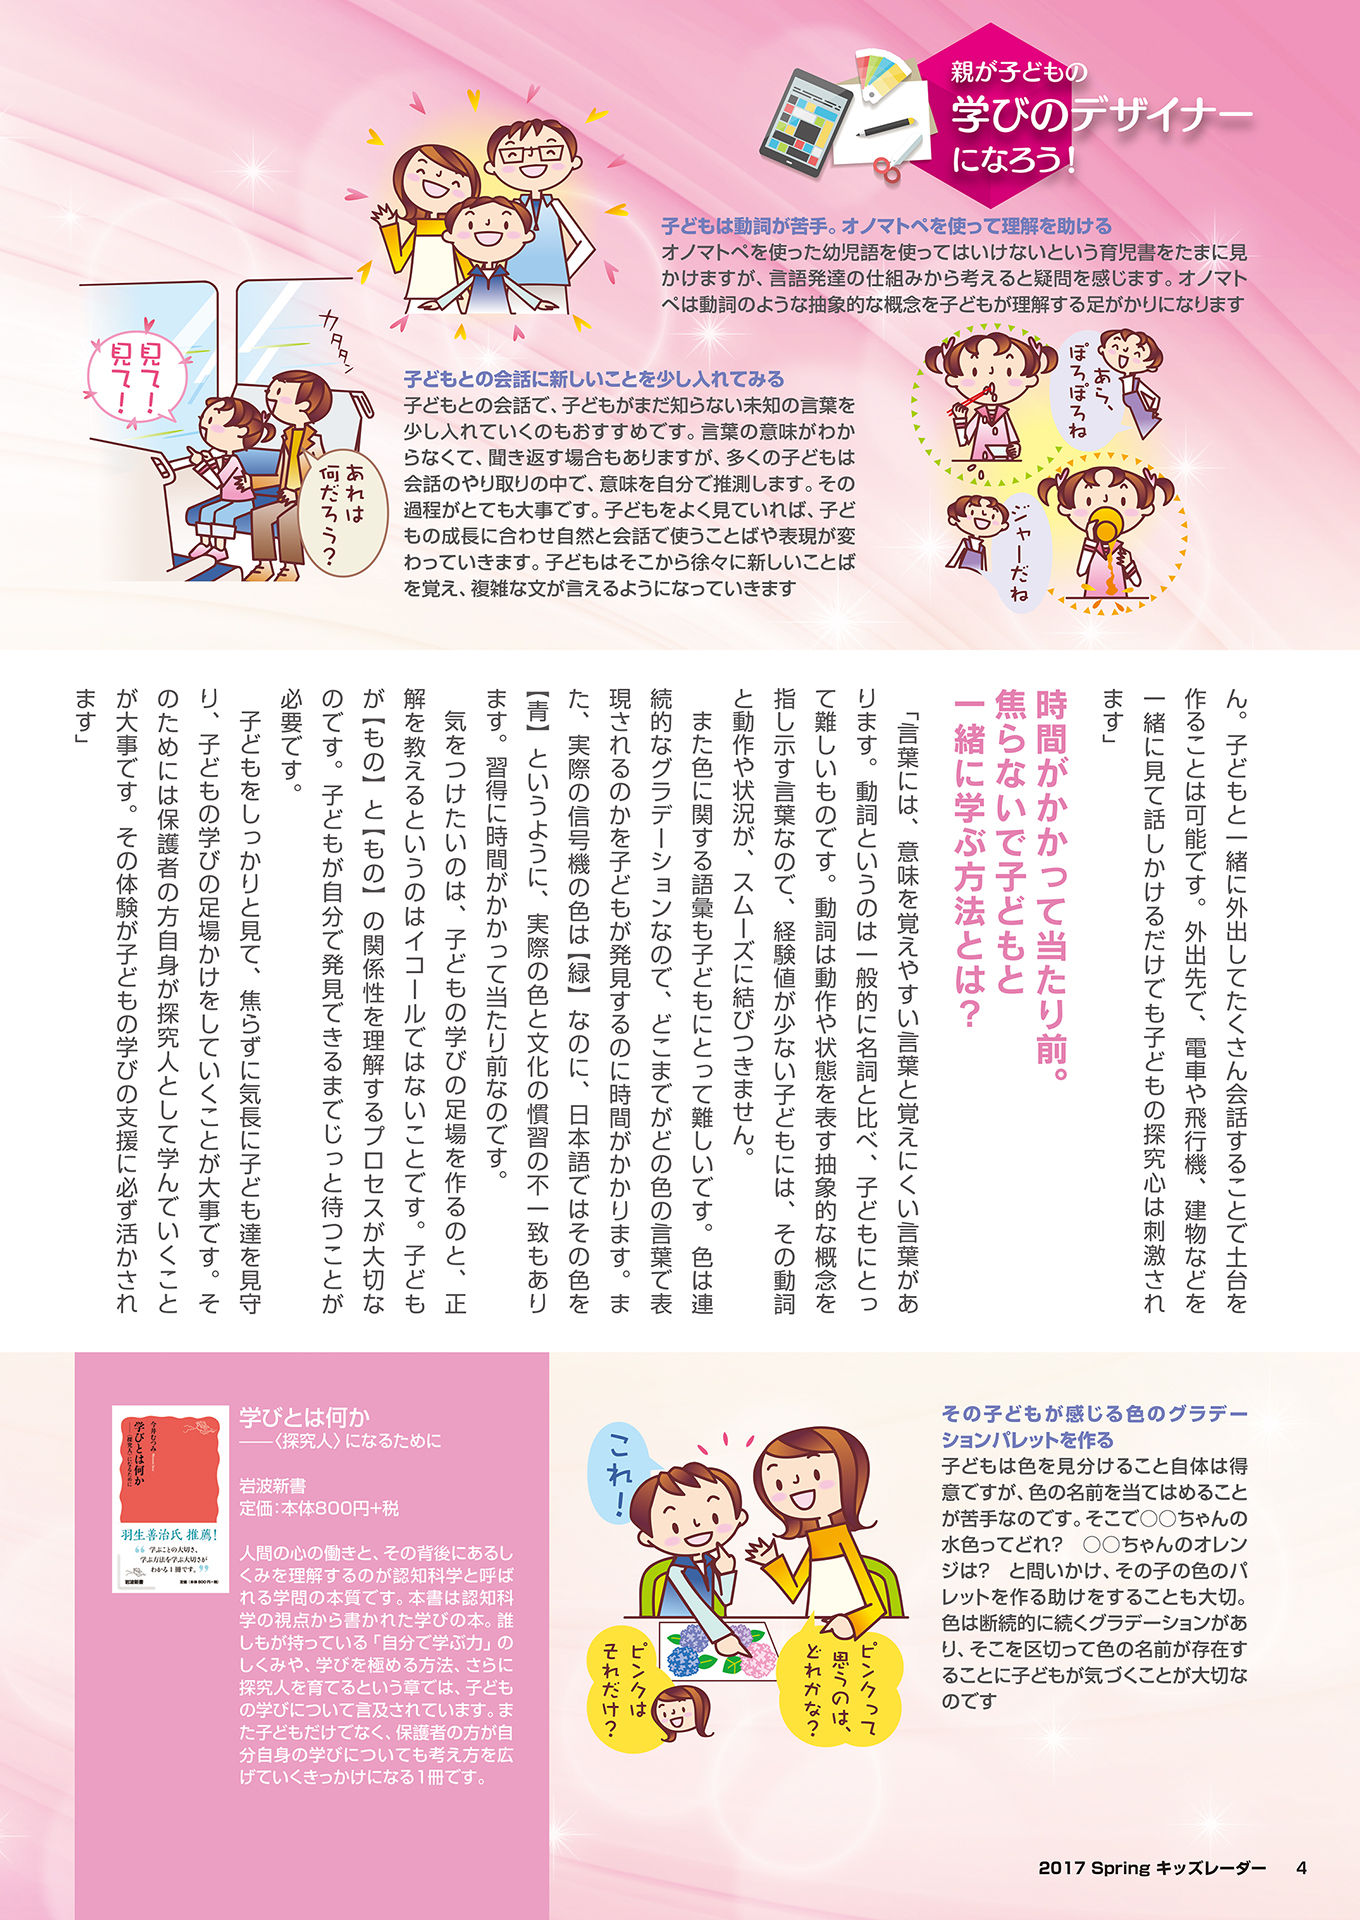 親が子どもの
学びのデザイナー
になろう！
子どもは動詞が苦手。オノマトペを使って理解を助ける
オノマトペを使った幼児語を使ってはいけないという育児書をたまに見
かけますが、言語発達の仕組みから考えると疑問を感じます。オノマト
ペは動詞のような抽象的な概念を子どもが理解する足がかりになります
あら、
ぽろぽろね
ジャーだね
カタタン
見て！
見て！
あれは
何だろう？
子どもとの会話に新しいことを少し入れてみる
子どもとの会話で、子どもがまだ知らない未知の言葉を
少し入れていくのもおすすめです。言葉の意味がわか
らなくて、聞き返す場合もありますが、多くの子どもは
会話のやり取りの中で、意味を自分で推測します。その
過程がとても大事です。子どもをよく見ていれば、子ど
もの成長に合わせ自然と会話で使うことばや表現が変
わっていきます。子どもはそこから徐々に新しいことば
を覚え、複雑な文が言えるようになっていきます
ん。子どもと一緒に外出してたくさん会話することで土台を
作ることは可能です。外出先で、電車や飛行機、建物などを
一緒に見て話しかけるだけでも子どもの探究心は刺激され
ます」
時間がかかって当たり前。
焦らないで子どもと
一緒に学ぶ方法とは？
「言葉には、意味を覚えやすい言葉と覚えにくい言葉があ
ります。動詞というのは一般的に名詞と比べ、子どもにとっ
て難しいものです。動詞は動作や状態を表す抽象的な概念を
指し示す言葉なので、経験値が少ない子どもには、その動詞
と動作や状況が、スムーズに結びつきません。
また色に関する語彙も子どもにとって難しいです。色は連
続的なグラデーションなので、どこまでがどの色の言葉で表
現されるのかを子どもが発見するのに時間がかかります。ま
た、実際の信号機の色は【緑】なのに、日本語ではその色を
【青】というように、実際の色と文化の慣習の不一致もあり
ます。習得に時間がかかって当たり前なのです。
気をつけたいのは、子どもの学びの足場を作るのと、正
解を教えるというのはイコールではないことです。子ども
が【もの】と【もの】の関係性を理解するプロセスが大切な
のです。子どもが自分で発見できるまでじっと待つことが
必要です。
子どもをしっかりと見て、焦らずに気長に子ども達を見守
り、子どもの学びの足場かけをしていくことが大事です。そ
のためには保護者の方自身が探究人として学んでいくこと
が大事です。その体験が子どもの学びの支援に必ず活かされ
ます」
その子どもが感じる色のグラデー
ションパレットを作る
子どもは色を見分けること自体は得
意ですが、色の名前を当てはめること
が苦手なのです。そこで○○ちゃんの
水色ってどれ？　○○ちゃんのオレン
ジは？　と問いかけ、その子の色のパ
レットを作る助けをすることも大切。
色は断続的に続くグラデーションがあ
り、そこを区切って色の名前が存在す
ることに子どもが気づくことが大切な
のです
これ！
ピンクって
思うのは、
どれかな？
ピンクは
それだけ？
今井むつみ
学びとは何か
―〈探究人〉になるために
羽生善治氏 推薦！
“ 学ぶことの大切さ、
学ぶ方法を学ぶ大切さが
わかる1冊です。”
岩波新書
定価(本体800円+税)
学びとは何か
――〈探究人〉になるために
岩波新書
定価：本体800円+税
人間の心の働きと、その背後にあるし
くみを理解するのが認知科学と呼ば
れる学問の本質です。本書は認知科
学の視点から書かれた学びの本。誰
しもが持っている「自分で学ぶ力」の
しくみや、学びを極める方法、さらに
探究人を育てるという章では、子ども
の学びについて言及されています。ま
た子どもだけでなく、保護者の方が自
分自身の学びについても考え方を広
げていくきっかけになる1冊です。
2017 Spring キッズレーダー 4